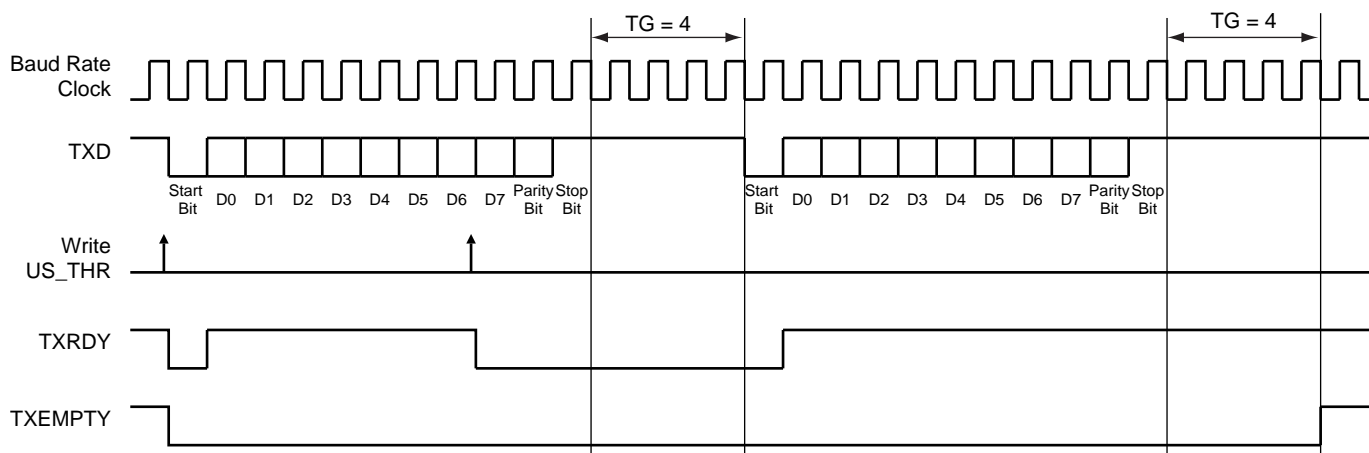 TG = 4
TG = 4
Baud Rate
Clock
TXD
Start
Bit
D0
D1
D2
D3
D4
D5
D6
D7
Parity
Bit
Stop
Bit
Start
Bit
D0
D1
D2
D3
D4
D5
D6
D7
Parity
Bit
Stop
Bit
Write
US_THR
TXRDY
TXEMPTY